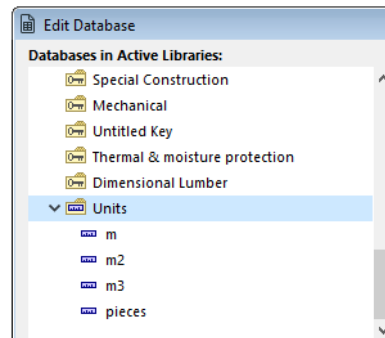 Edit Database
Databases in Active Libraries:
Special Construction
Mechanical
Untitled Key
Thermal & moisture protection
Dimensional Lumber
Units
m
m2
m3
pieces